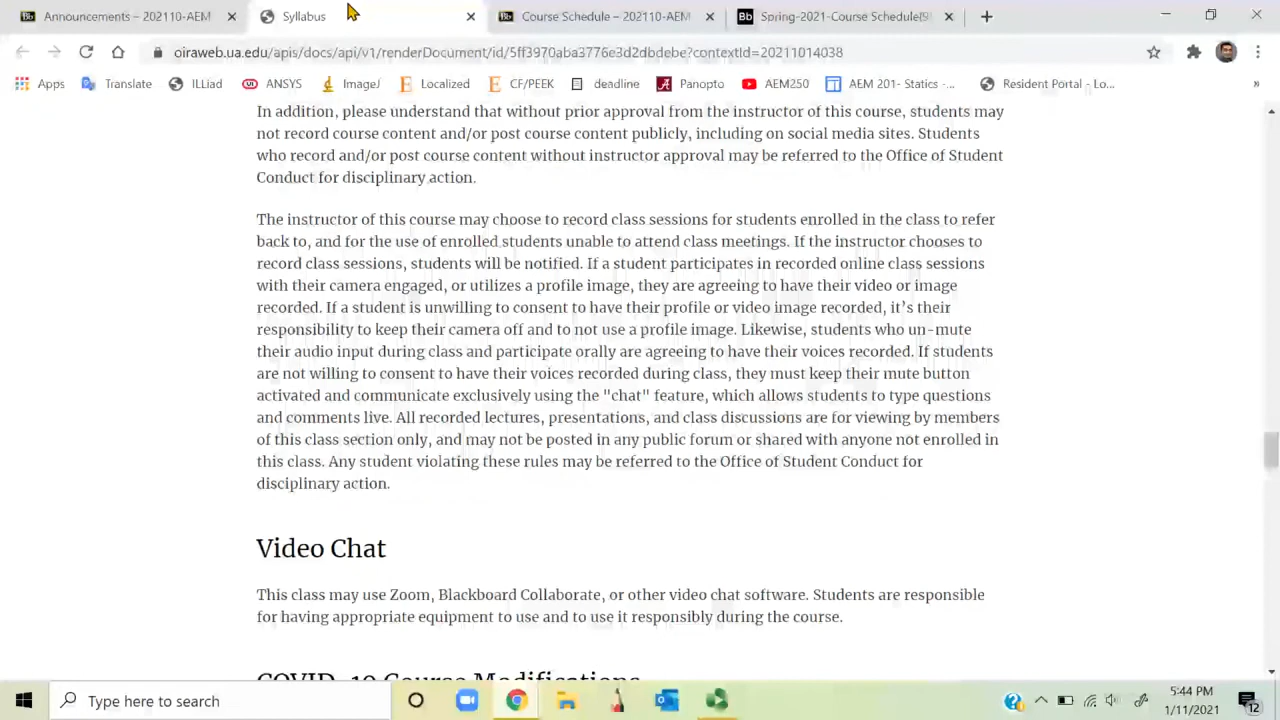 Announcements – 202110-AEM
Syllabus
Course Schedule – 202110-AEM
Spring-2021-Course Schedule
oiraweb.ua.edu/apis/docs/api/v1/renderDocument/id/5ff3970aba3776e3d2dbdebe?contextId=20211014038
Apps
Translate
ILLiad
ANSYS
ImageJ
Localized
CF/PEEK
deadline
Panopto
AEM250
AEM 201- Statics -...
Resident Portal - Lo...
In addition, please understand that without prior approval from the instructor of this course, students may
not record course content and/or post course content publicly, including on social media sites. Students
who record and/or post course content without instructor approval may be referred to the Office of Student
Conduct for disciplinary action.
The instructor of this course may choose to record class sessions for students enrolled in the class to refer
back to, and for the use of enrolled students unable to attend class meetings. If the instructor chooses to
record class sessions, students will be notified. If a student participates in recorded online class sessions
with their camera engaged, or utilizes a profile image, they are agreeing to have their video or image
recorded. If a student is unwilling to consent to have their profile or video image recorded, it’s their
responsibility to keep their camera off and to not use a profile image. Likewise, students who un-mute
their audio input during class and participate orally are agreeing to have their voices recorded. If students
are not willing to consent to have their voices recorded during class, they must keep their mute button
activated and communicate exclusively using the "chat" feature, which allows students to type questions
and comments live. All recorded lectures, presentations, and class discussions are for viewing by members
of this class section only, and may not be posted in any public forum or shared with anyone not enrolled in
this class. Any student violating these rules may be referred to the Office of Student Conduct for
disciplinary action.
Video Chat
This class may use Zoom, Blackboard Collaborate, or other video chat software. Students are responsible
for having appropriate equipment to use and to use it responsibly during the course.
COVID-19 Course Modifications
Type here to search
5:44 PM
1/11/2021
12